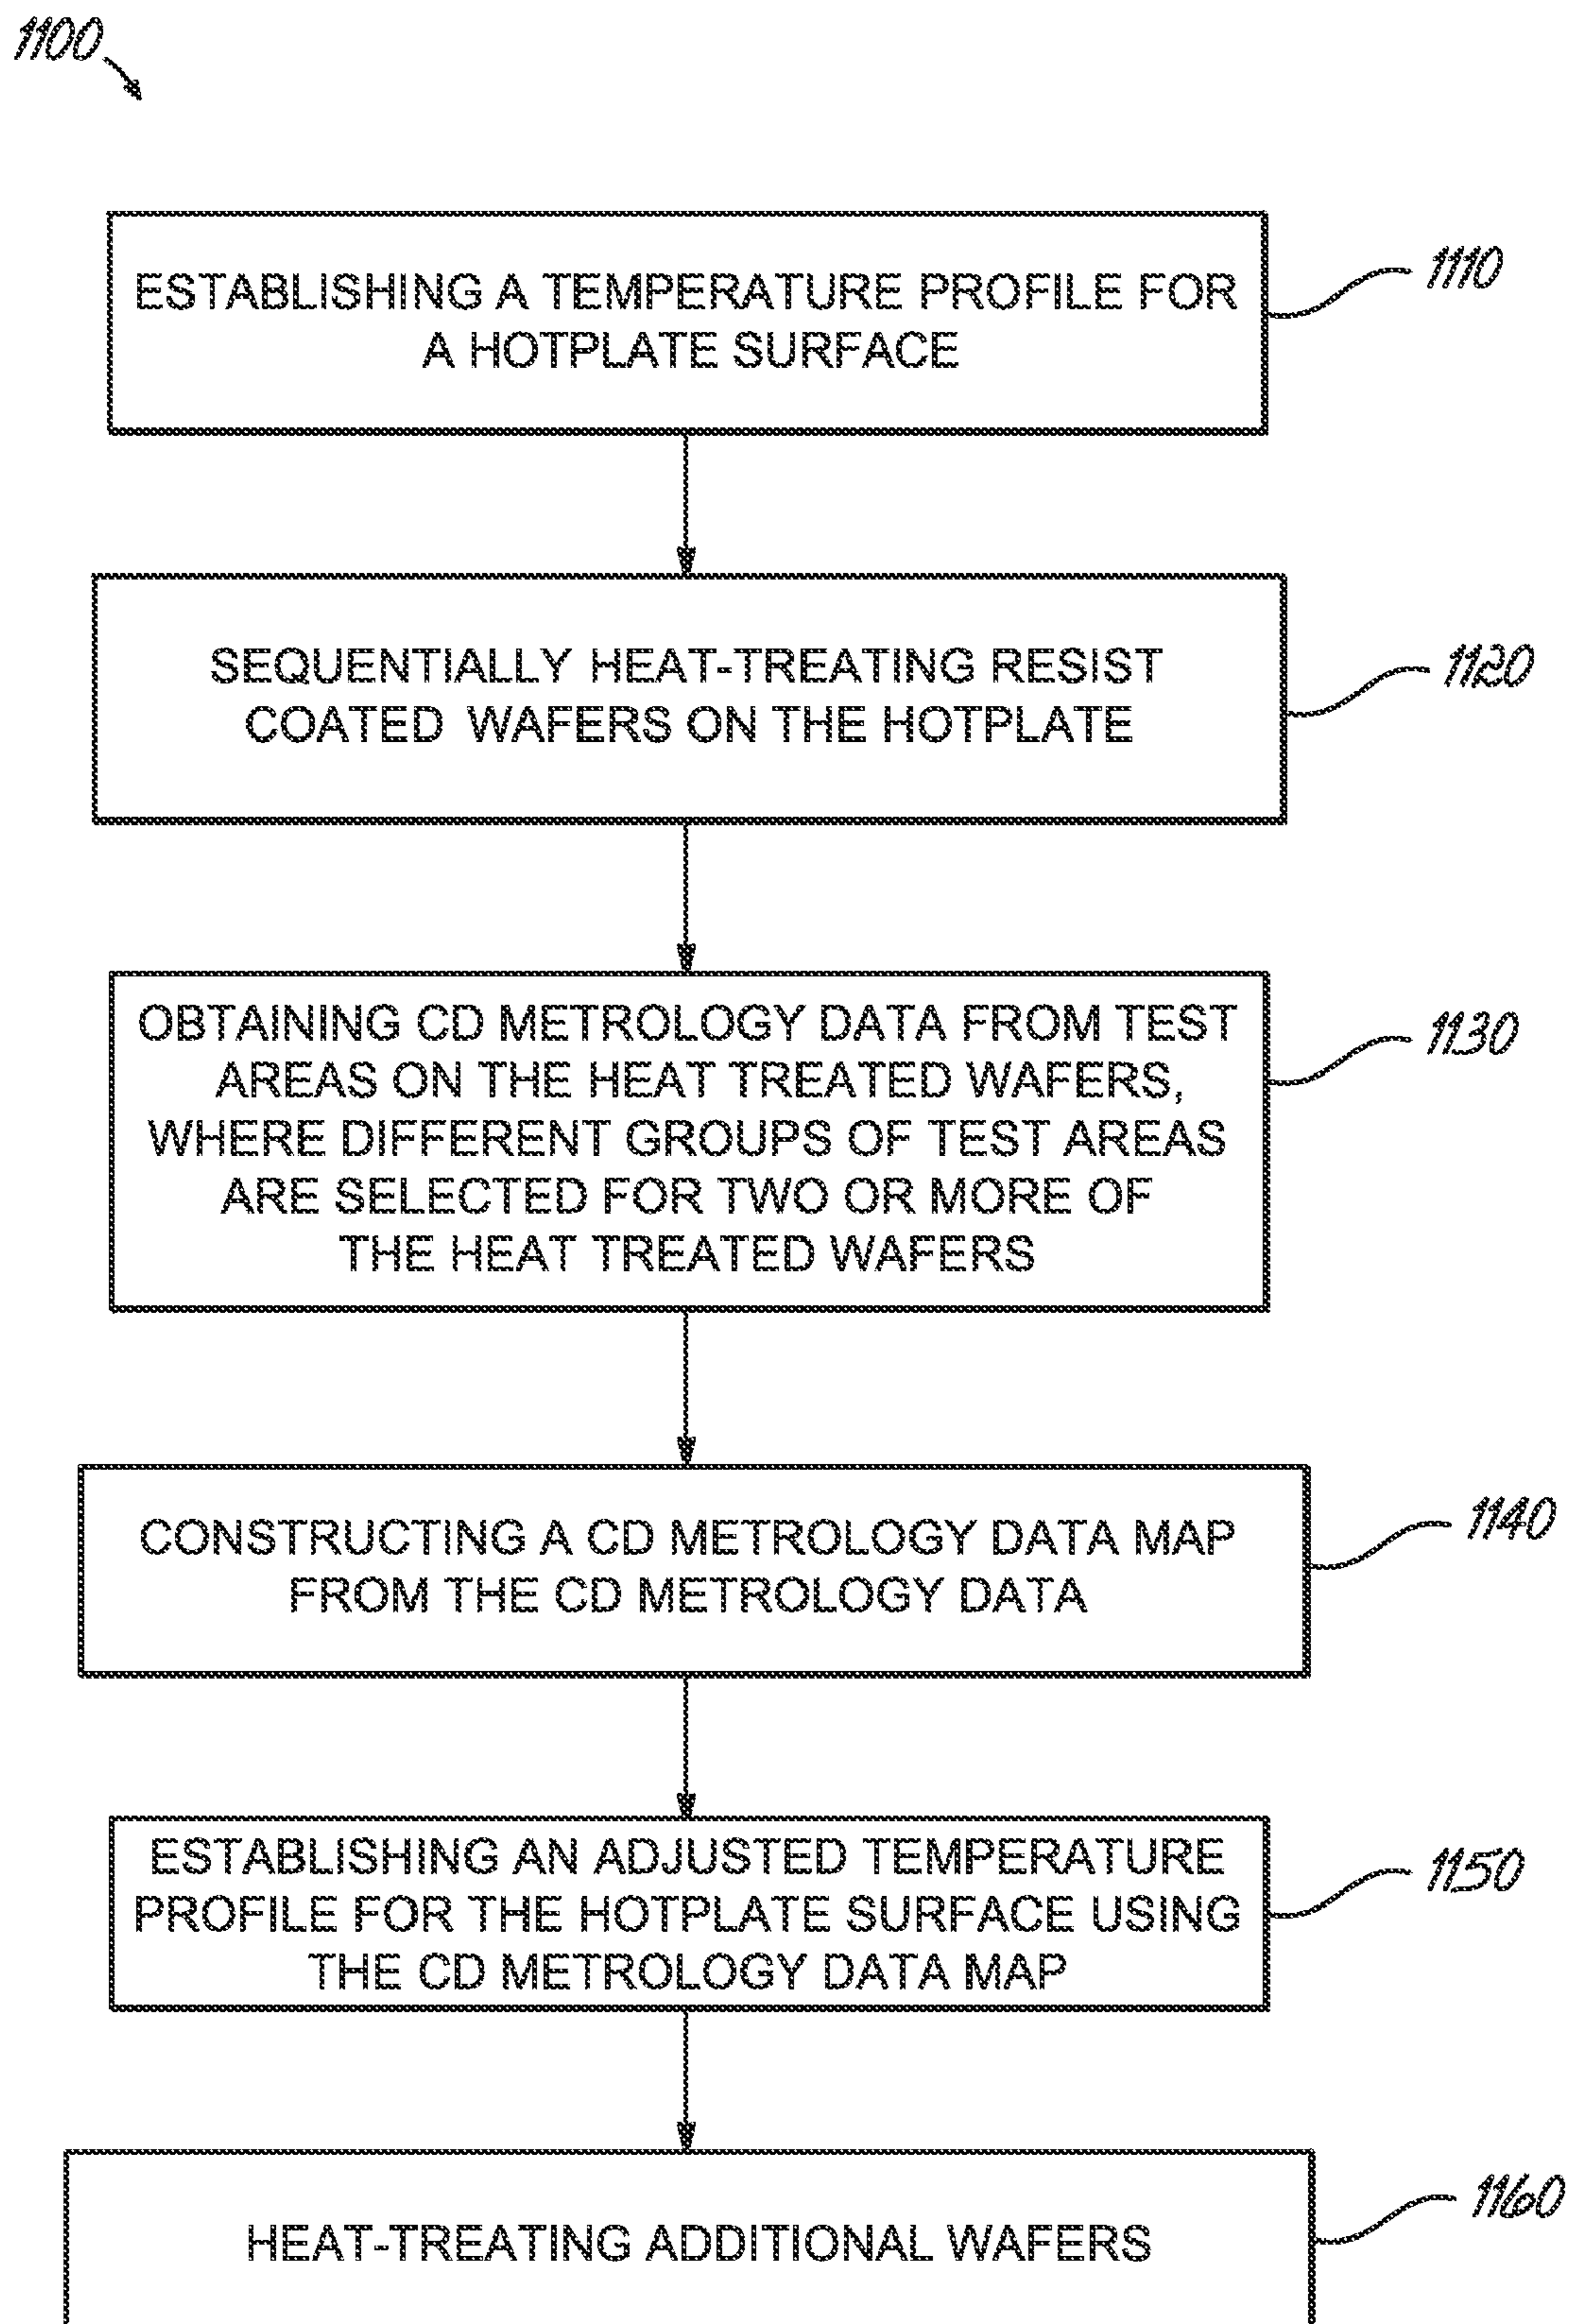 1100
ESTABLISHING A TEMPERATURE PROFILE FOR
A HOTPLATE SURFACE
1110
SEQUENTIALLY HEAT-TREATING RESIST
COATED WAFERS ON THE HOTPLATE
1120
OBTAINING CD METROLOGY DATA FROM TEST
AREAS ON THE HEAT TREATED WAFERS,
WHERE DIFFERENT GROUPS OF TEST AREAS
ARE SELECTED FOR TWO OR MORE OF
THE HEAT TREATED WAFERS
1130
CONSTRUCTING A CD METROLOGY DATA MAP
FROM THE CD METROLOGY DATA
1140
ESTABLISHING AN ADJUSTED TEMPERATURE
PROFILE FOR THE HOTPLATE SURFACE USING
THE CD METROLOGY DATA MAP
1150
HEAT-TREATING ADDITIONAL WAFERS
1160